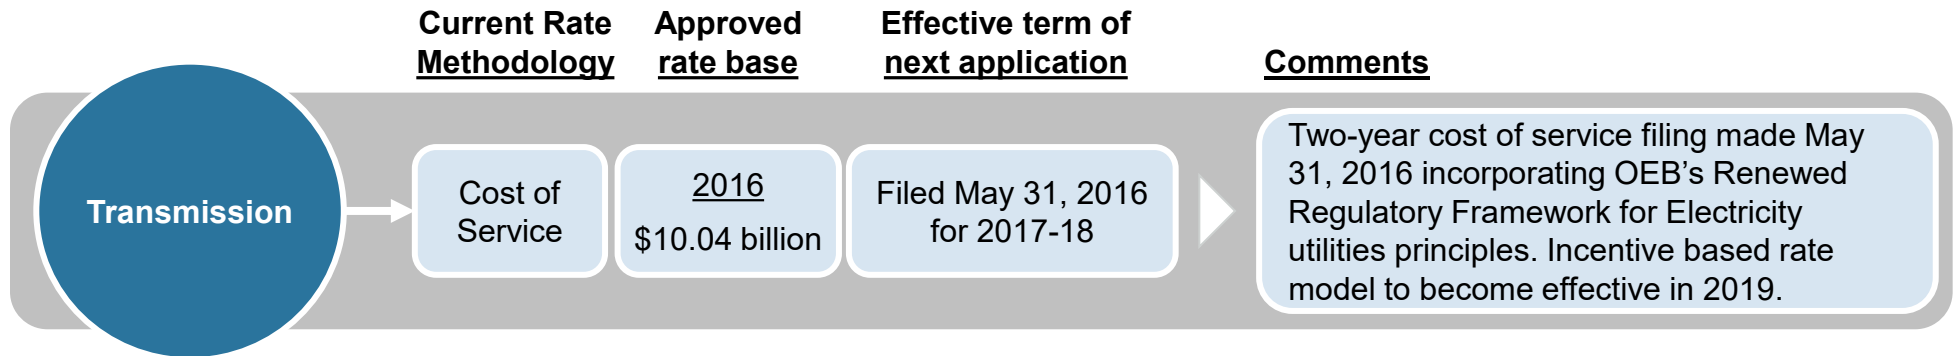 Current Rate
Methodology
Approved
rate base
Effective term of
next application
Comments
Transmission
Cost of
Service
2016
$10.04 billion
Filed May 31, 2016
for 2017-18
Two-year cost of service filing made May
31, 2016 incorporating OEB’s Renewed
Regulatory Framework for Electricity
utilities principles. Incentive based rate
model to become effective in 2019.